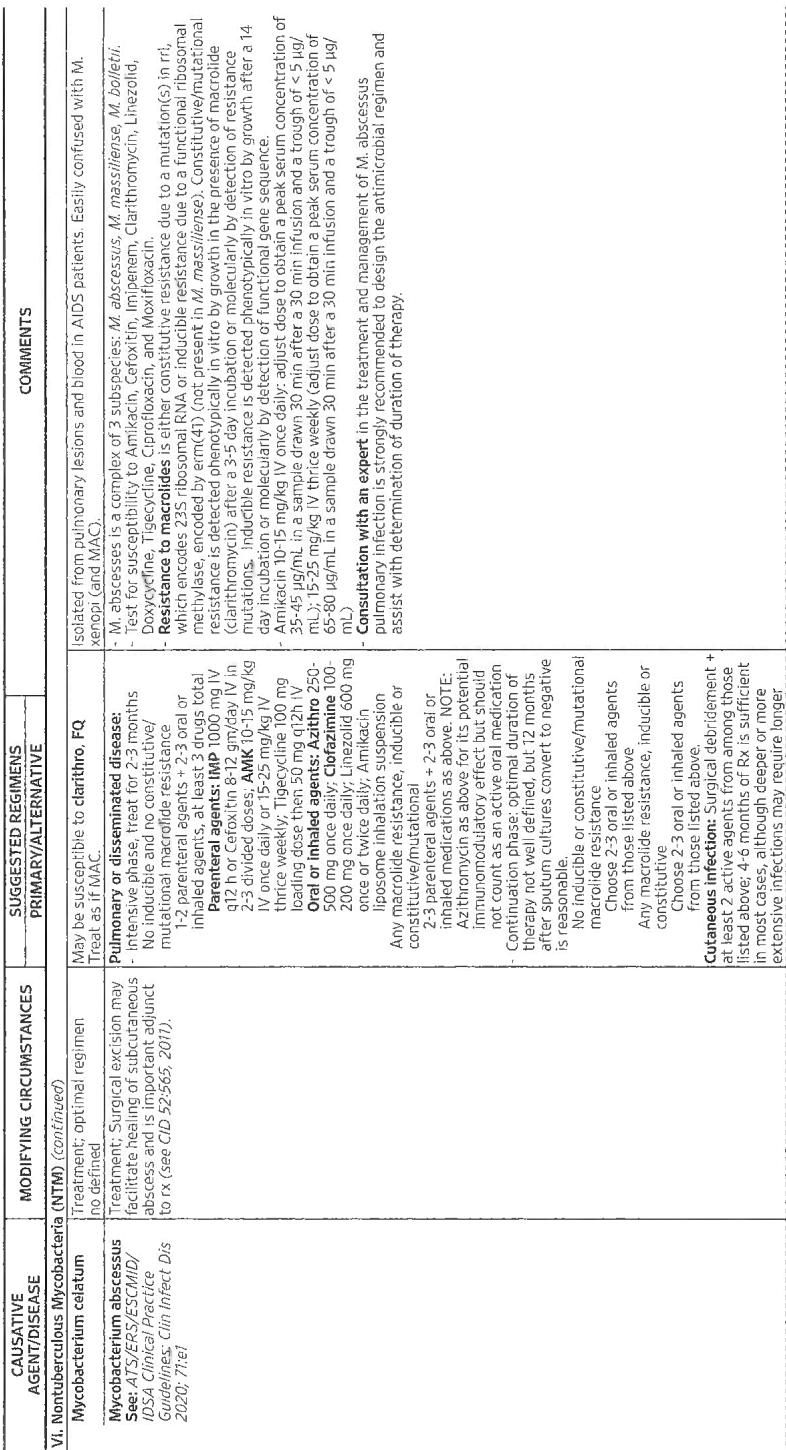 CAUSATIVE
AGENT/DISEASE
MODIFYING CIRCUMSTANCES
SUGGESTED REGIMENS
PRIMARY/ALTERNATIVE
COMMENTS
VI. Nontuberculous Mycobacteria (NTM) (continued)
Mycobacterium celatum
Treatment; optimal regimen
no defined
May be susceptible to clarithro, FQ
Treat as if MAC.
Isolated from pulmonary lesions and blood in AIDS patients. Easily confused with M.
xenopi (and MAC).
Mycobacterium abscessus
See: ATS/ERS/ESCMID/
IDSA Clinical Practice
Guidelines; Clin Infect Dis
2020; 71:e1
Treatment; Surgical excision may
facilitate healing of subcutaneous
abscess and is important adjunct
to rx (see CID 52:565, 2011).
Pulmonary or disseminated disease:
- Intensive phase, treat for 2-3 months
No inducible and no constitutive/
mutational macrolide resistance
1-2 parenteral agents + 2-3 oral or
inhaled agents, at least 3 drugs total
Parenteral agents: IMP 1000 mg IV
q12 h or Cefoxitin 8-12 gm/day IV in
2-3 divided doses; AMK 10-15 mg/kg
IV once daily or 15-25 mg/kg IV
thrice weekly; Tigecycline 100 mg
loading dose then 50 mg q12h IV
Oral or inhaled agents: Azithro 250-
500 mg once daily; Clofazimine 100-
200 mg once daily; Linezolid 600 mg
once or twice daily; Amikacin
liposome inhalation suspension
Any macrolide resistance, inducible or
constitutive/mutational
2-3 parenteral agents + 2-3 oral or
inhaled medications as above. NOTE:
Azithromycin as above for its potential
immunomodulatory effect but should
not count as an active oral medication
- Continuation phase: optimal duration of
therapy not well defined, but 12 months
after sputum cultures convert to negative
is reasonable.
No inducible or constitutive/mutational
macrolide resistance
Choose 2-3 oral or inhaled agents
from those listed above
Any macrolide resistance, inducible or
constitutive
Choose 2-3 oral or inhaled agents
from those listed above.
Cutaneous infection: Surgical debridement +
at least 2 active agents from among those
listed above; 4-6 months of Rx is sufficient
in most cases, although deeper or more
extensive infections may require longer
- M. abscesses is a complex of 3 subspecies: M. abscessus, M. massiliense, M. bolletii.
- Test for susceptibility to Amikacin, Cefoxitin, Imipenem, Clarithromycin, Linezolid,
Doxycycline, Tigecycline, Ciprofloxacin, and Moxifloxacin.
- Resistance to macrolides is either constitutive resistance due to a mutation(s) in rrl,
which encodes 23S ribosomal RNA or inducible resistance due to a functional ribosomal
methylase, encoded by erm(41) (not present in M. massiliense). Constitutive/mutational
resistance is detected phenotypically in vitro by growth in the presence of macrolide
(clarithromycin) after a 3-5 day incubation or molecularly by detection of resistance
mutations. Inducible resistance is detected phenotypically in vitro by growth after a 14
day incubation or molecularly by detection of functional gene sequence.
- Amikacin 10-15 mg/kg IV once daily: adjust dose to obtain a peak serum concentration of
35-45 µg/mL in a sample drawn 30 min after a 30 min infusion and a trough of < 5 µg/
mL); 15-25 mg/kg IV thrice weekly (adjust dose to obtain a peak serum concentration of
65-80 µg/mL in a sample drawn 30 min after a 30 min infusion and a trough of < 5 µg/
mL)
- Consultation with an expert in the treatment and management of M. abscessus
pulmonary infection is strongly recommended to design the antimicrobial regimen and
assist with determination of duration of therapy.